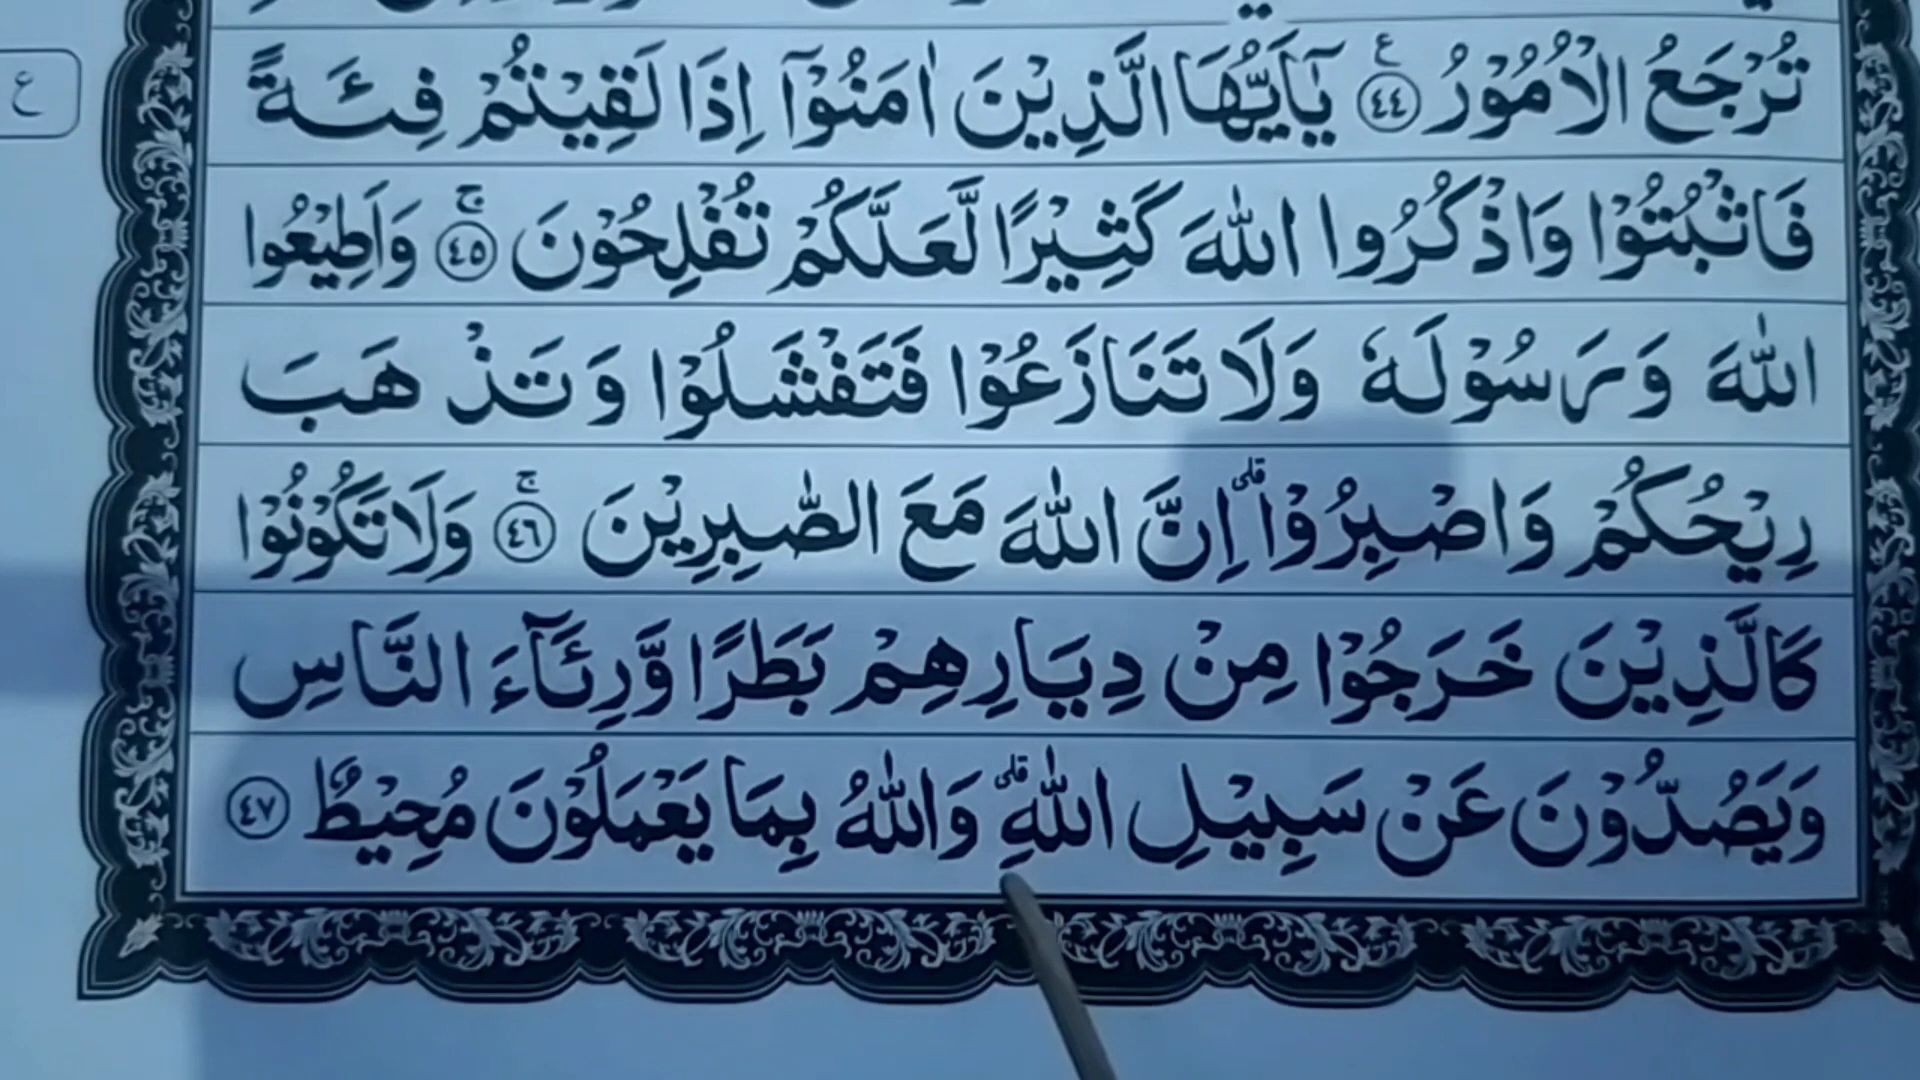 تُرْجَعُ الْاُمُوْرُ ࣖ ٤٤ يٰٓاَيُّهَا الَّذِيْنَ اٰمَنُوْٓا اِذَا لَقِيْتُمْ فِئَةً
ع
فَاثْبُتُوْا وَاذْكُرُوا اللّٰهَ كَثِيْرًا لَّعَلَّكُمْ تُفْلِحُوْنَۚ ٤٥ وَاَطِيْعُوا
اللّٰهَ وَرَسُوْلَهٗ وَلَا تَنَازَعُوْا فَتَفْشَلُوْا وَتَذْهَبَ
رِيْحُكُمْ وَاصْبِرُوْاۗ اِنَّ اللّٰهَ مَعَ الصّٰبِرِيْنَۚ ٤٦ وَلَا تَكُوْنُوْا
كَالَّذِيْنَ خَرَجُوْا مِنْ دِيَارِهِمْ بَطَرًا وَّرِئَاۤءَ النَّاسِ
وَيَصُدُّوْنَ عَنْ سَبِيْلِ اللّٰهِۗ وَاللّٰهُ بِمَا يَعْمَلُوْنَ مُحِيْطٌ ٤٧